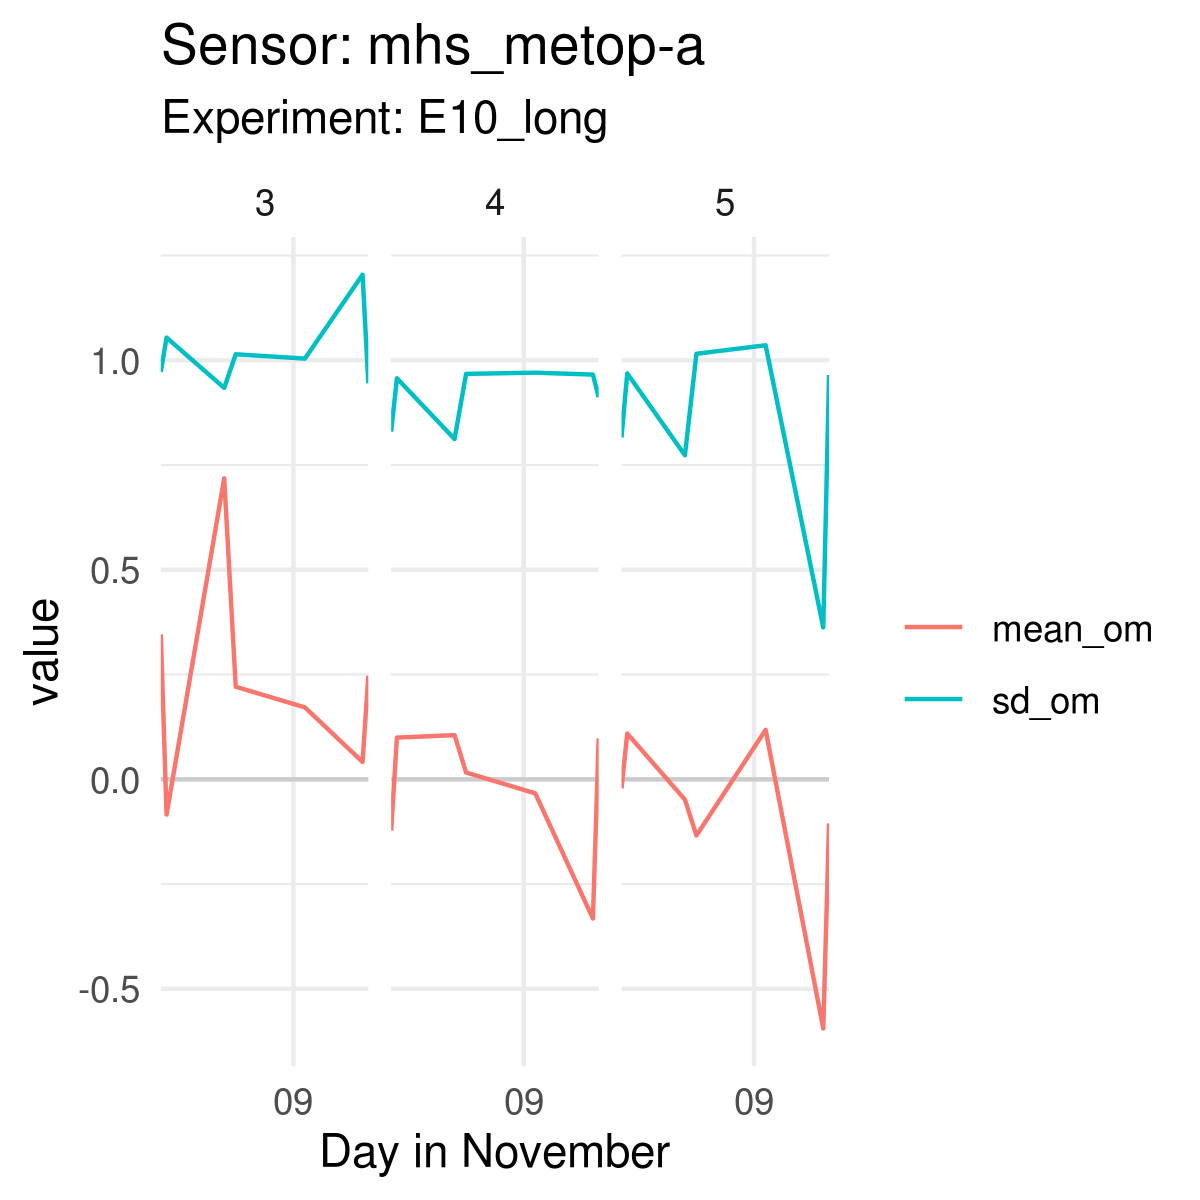 Sensor: mhs_metop-a
Experiment: E10_long
3 4 5
1.0
0.5
0.0
-0.5
value
09 09 09
Day in November
mean_om
sd_om